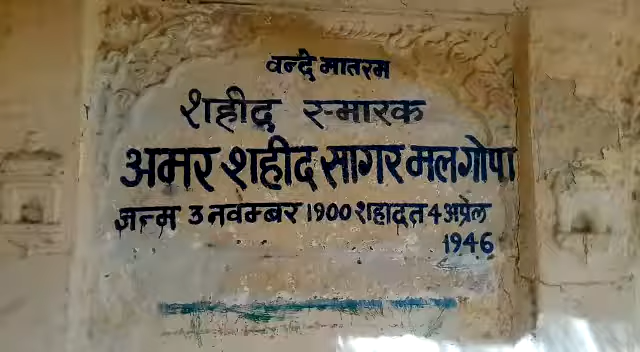 वन्दे मातरम
शहीद स्मारक
अमर शहीद सागर मल गोपा
जन्म 3 नवम्बर 1900 शहादत 4 अप्रेल
1946